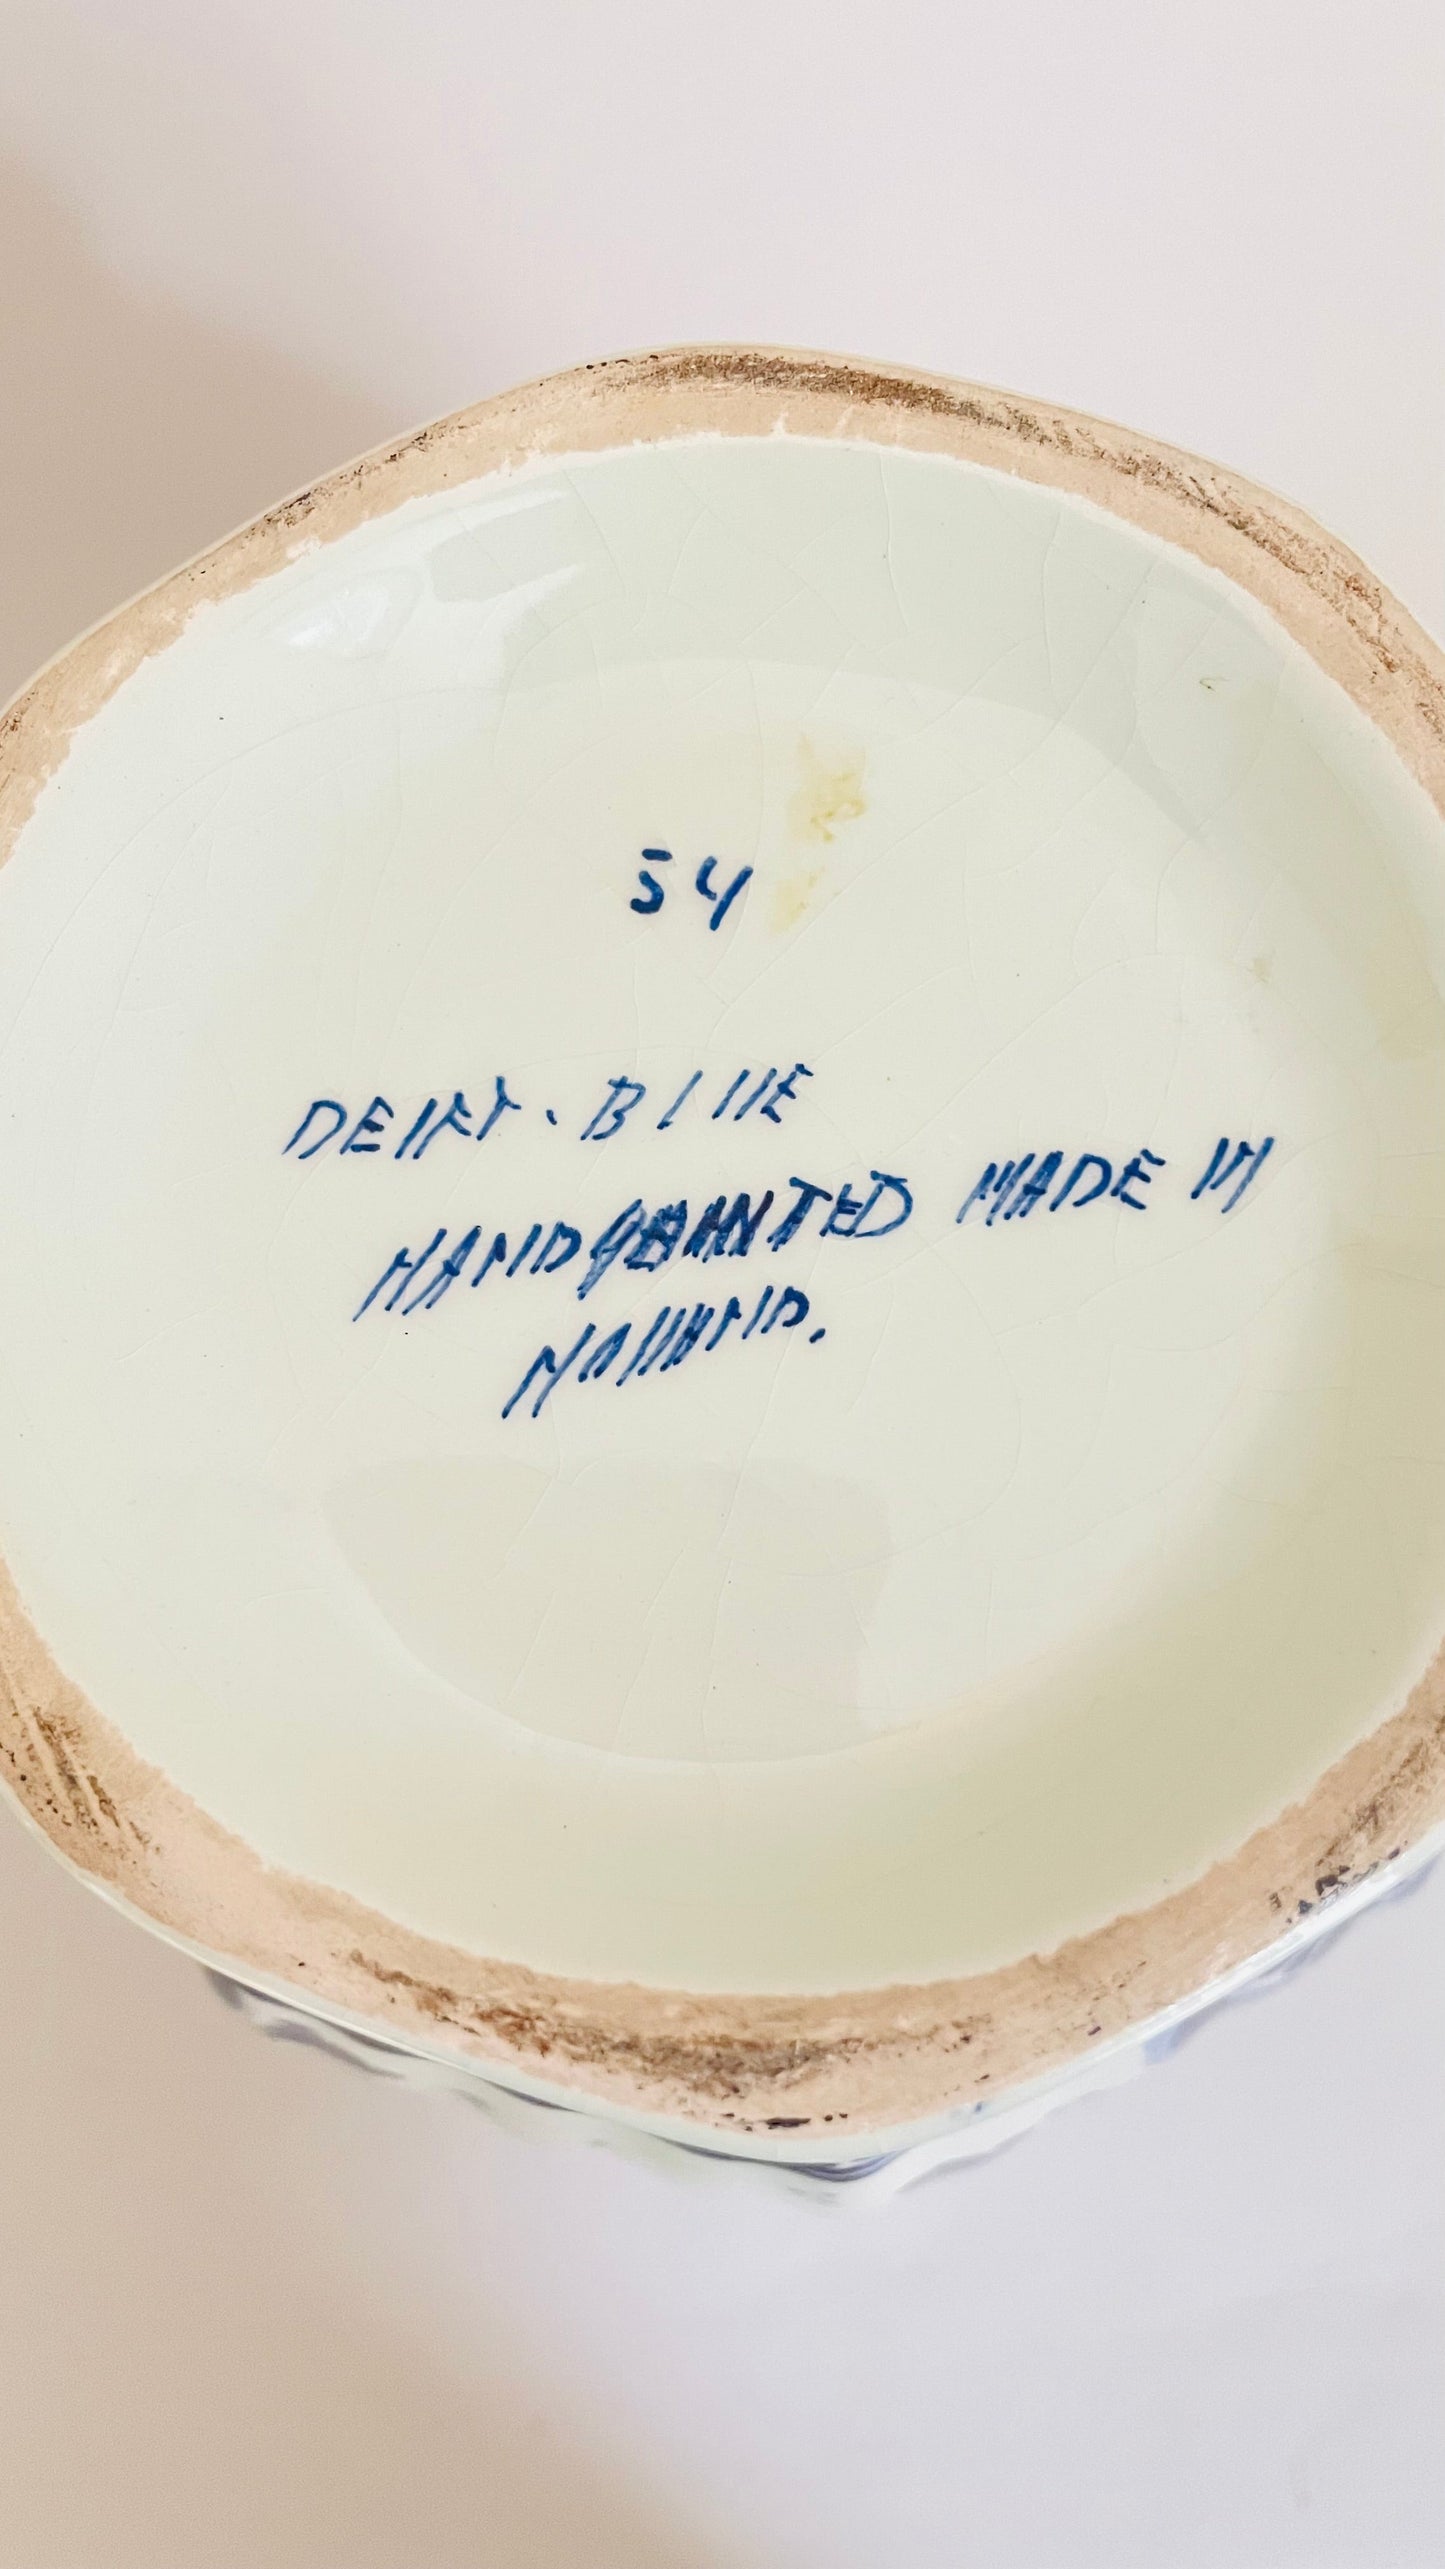 54
DELFT. BLUE
HANDPAINTED MADE IN
HOLLAND.